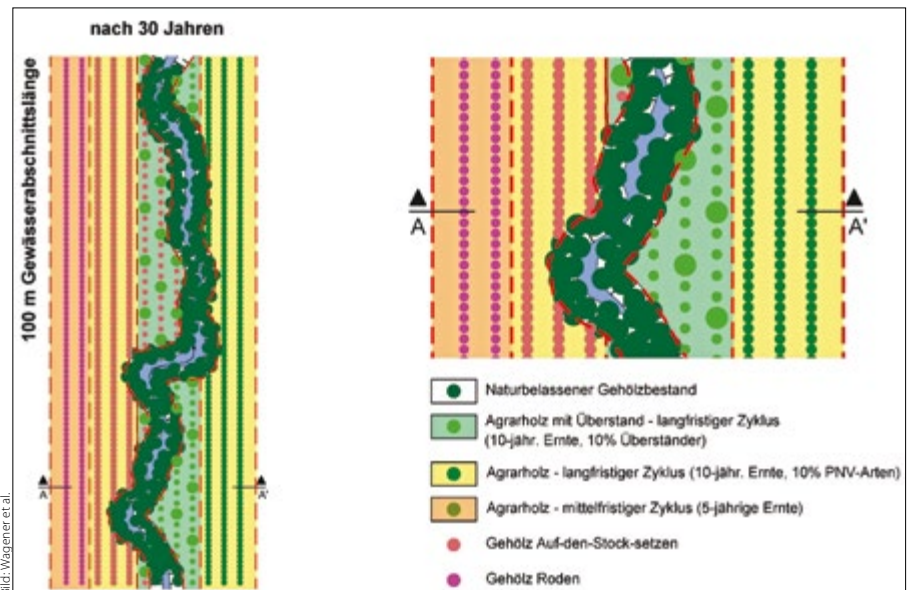 nach 30 Jahren
100 m Gewässerabschnittslänge
A
A'
A
A'
Naturbelassener Gehölzbestand
Agrarholz mit Überstand - langfristiger Zyklus
(10-jähr. Ernte, 10% Überständer)
Agrarholz - langfristiger Zyklus (10-jähr. Ernte, 10% PNV-Arten)
Agrarholz - mittelfristiger Zyklus (5-jährige Ernte)
Gehölz Auf-den-Stock-setzen
Gehölz Roden
Bild: Wagener et al.